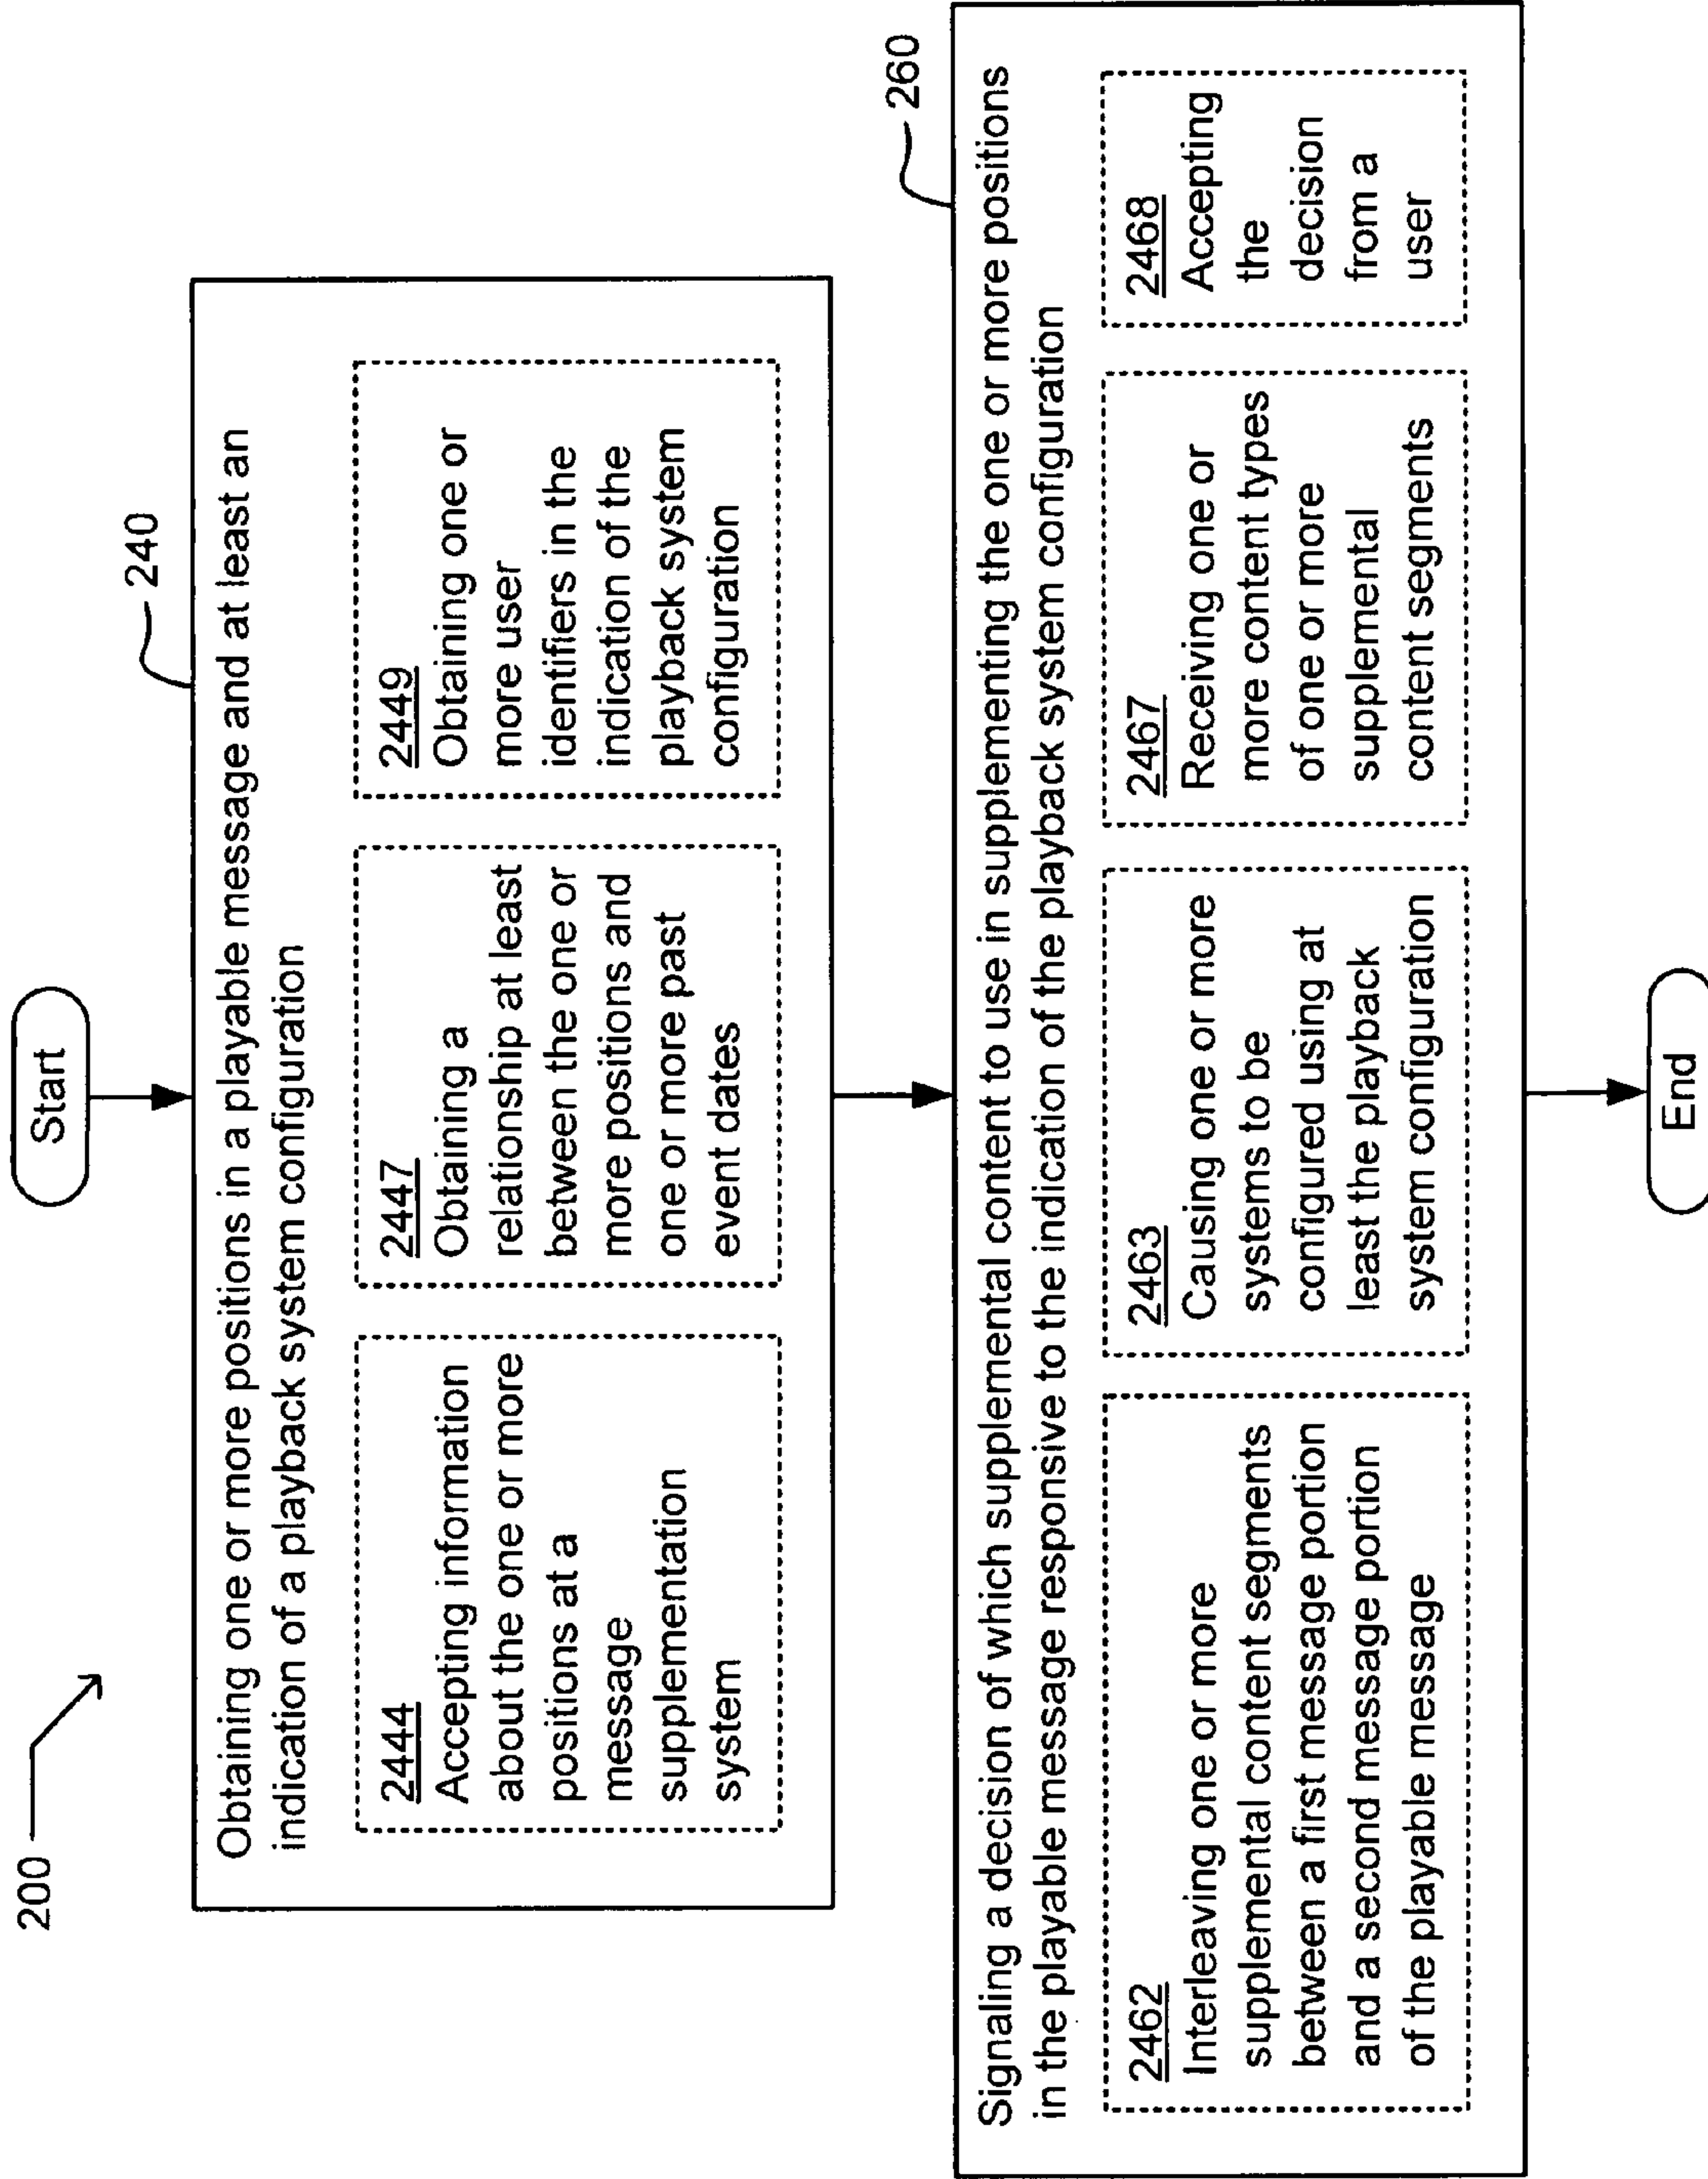 200
Start
240
Obtaining one or more positions in a playable message and at least an
indication of a playback system configuration
2444
Accepting information
about the one or more
positions at a
message
supplementation
system
2447
Obtaining a
relationship at least
between the one or
more positions and
one or more past
event dates
2449
Obtaining one or
more user
identifiers in the
indication of the
playback system
configuration
260
Signaling a decision of which supplemental content to use in supplementing the one or more positions
in the playable message responsive to the indication of the playback system configuration
2462
Interleaving one or more
supplemental content segments
between a first message portion
and a second message portion
of the playable message
2463
Causing one or more
systems to be
configured using at
least the playback
system configuration
2467
Receiving one or
more content types
of one or more
supplemental
content segments
2468
Accepting
the
decision
from a
user
End